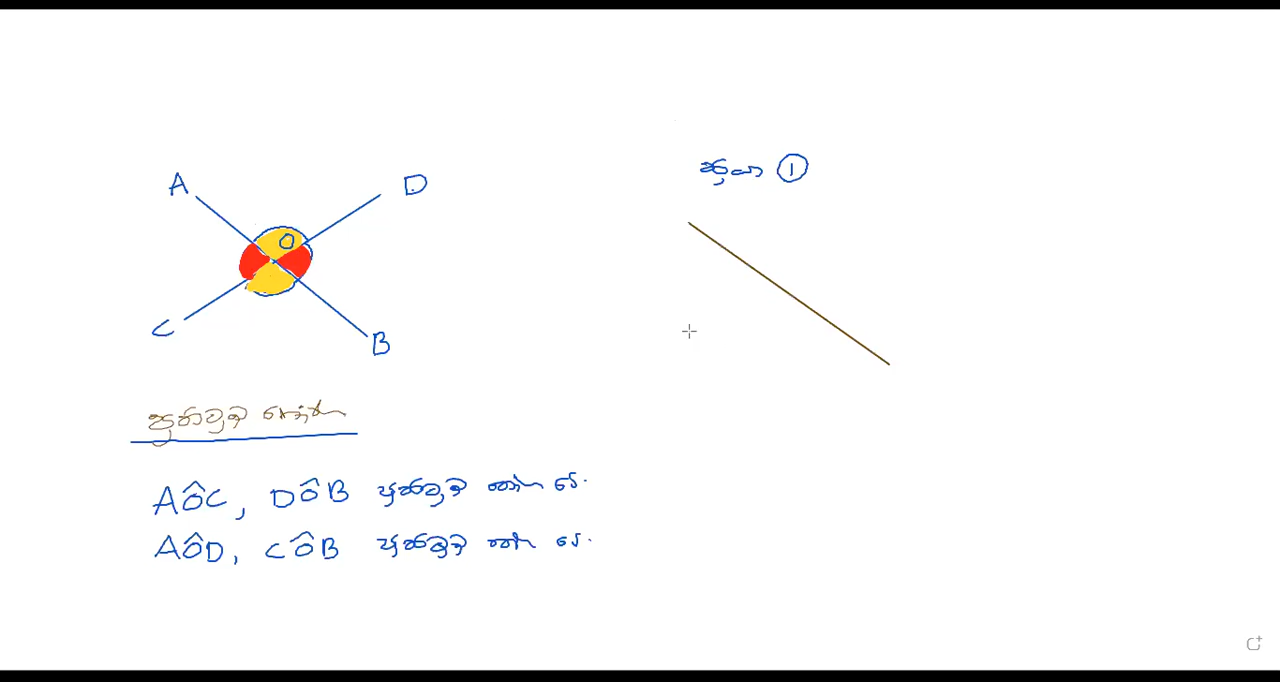 A
D
O
C
B
ප්‍රතිමුඛ කෝණ
AÔC, DÔB ප්‍රතිමුඛ කෝණ වේ.
AÔD, CÔB ප්‍රතිමුඛ කෝණ වේ.
ක්‍රියා ①